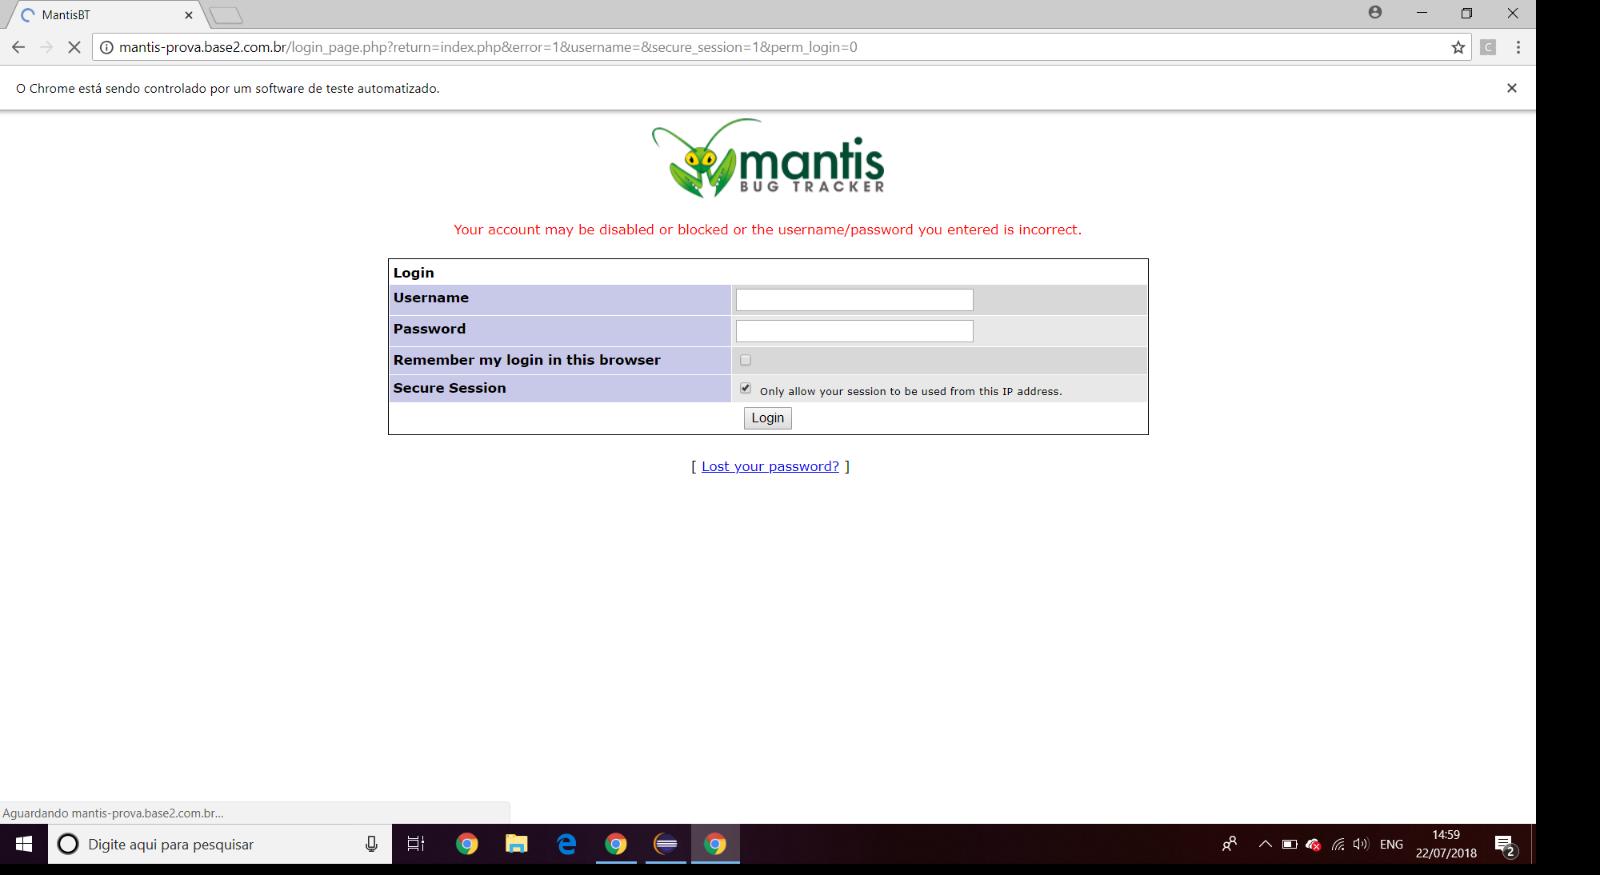 MantisBT
mantis-prova.base2.com.br/login_page.php?return=index.php&error=1&username=&secure_session=1&perm_login=0
C
O Chrome está sendo controlado por um software de teste automatizado.
mantis
BUG TRACKER
Your account may be disabled or blocked or the username/password you entered is incorrect.
Login
Username
Password
Remember my login in this browser
Secure Session
Only allow your session to be used from this IP address.
Login
[ Lost your password? ]
Aguardando mantis-prova.base2.com.br...
Digite aqui para pesquisar
ENG
14:59
22/07/2018
2